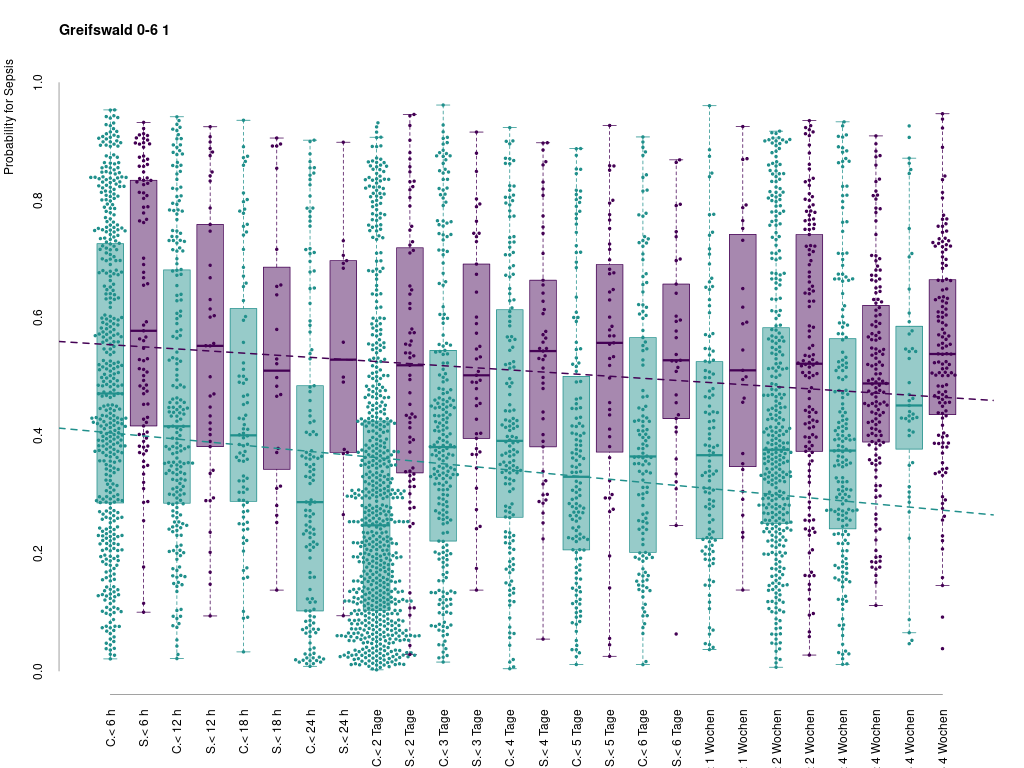 Greifswald 0-6 1
Probability for Sepsis
1.0
0.8
0.6
0.4
0.2
0.0
C.< 6 h
S.< 6 h
C.< 12 h
S.< 12 h
C.< 18 h
S.< 18 h
C.< 24 h
S.< 24 h
C.< 2 Tage
S.< 2 Tage
C.< 3 Tage
S.< 3 Tage
C.< 4 Tage
S.< 4 Tage
C.< 5 Tage
S.< 5 Tage
C.< 6 Tage
S.< 6 Tage
1 Wochen
1 Wochen
2 Wochen
2 Wochen
4 Wochen
4 Wochen
4 Wochen
4 Wochen